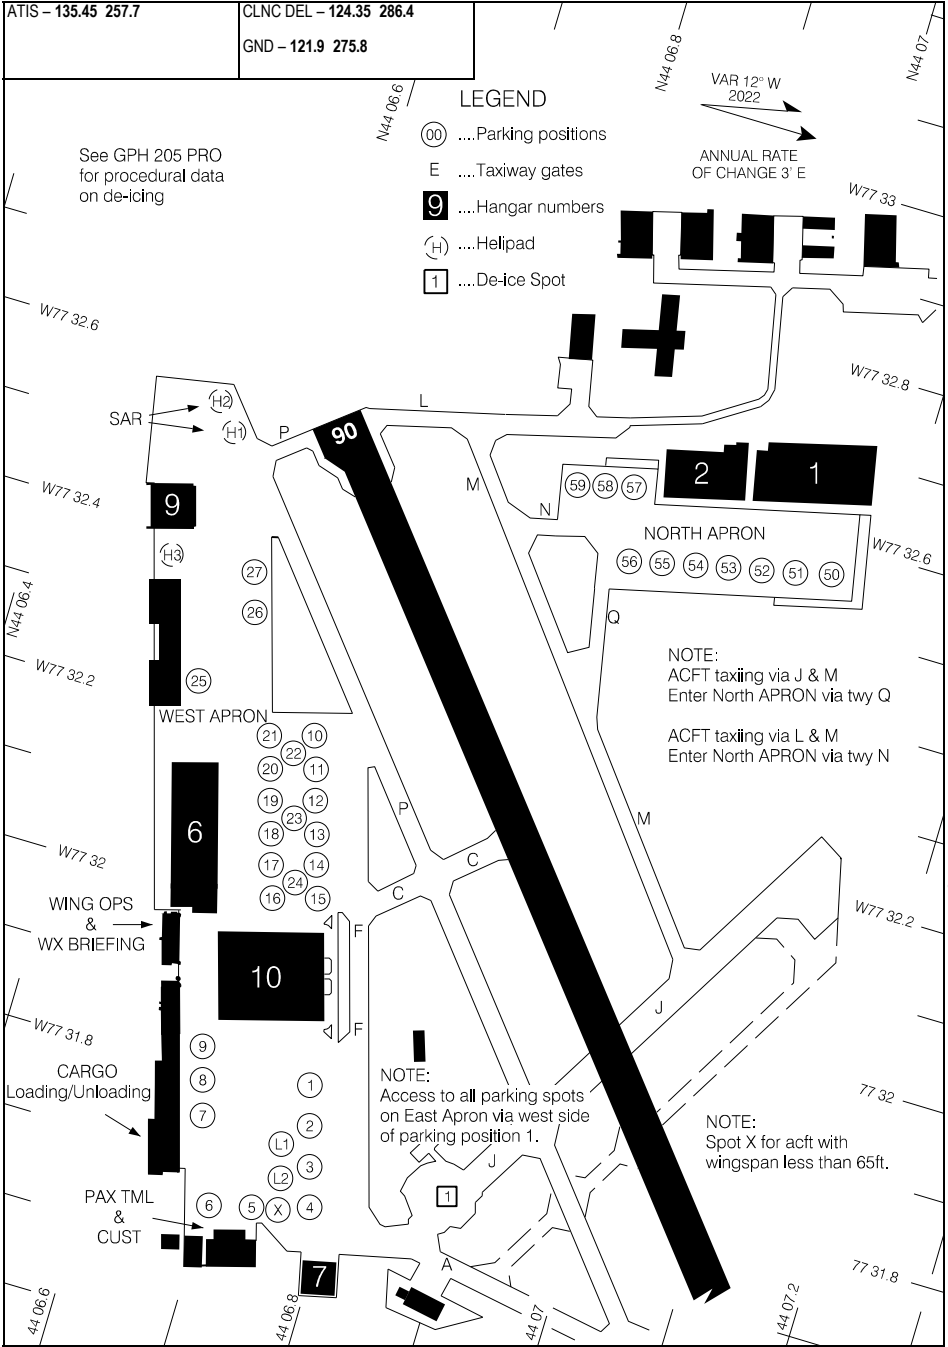 ATIS – 135.45 257.7
CLNC DEL – 124.35 286.4
GND – 121.9 275.8
N44 06.6
N44 06.8
N44 07
LEGEND
00 ....Parking positions
E ....Taxiway gates
9 ....Hangar numbers
H ....Helipad
1 ....De-ice Spot
VAR 12° W
2022
ANNUAL RATE
OF CHANGE 3' E
See GPH 205 PRO
for procedural data
on de-icing
W77 33
W77 32.6
W77 32.8
SAR
H2
H1
P
90
L
M
W77 32.4
9
H3
N
59 58 57
2
1
NORTH APRON
56 55 54 53 52 51 50
W77 32.6
N44 06.4
27
26
Q
W77 32.2
25
WEST APRON
NOTE:
ACFT taxiing via J & M
Enter North APRON via twy Q
ACFT taxiing via L & M
Enter North APRON via twy N
21 10
22
20 11
19 12
23
18 13
17 14
24
16 15
6
P
M
C
C
W77 32
WING OPS
&
WX BRIEFING
W77 32.2
10
F
F
J
W77 31.8
CARGO
Loading/Unloading
9
8
7
1
2
L1
3
L2
4
6
5
X
NOTE:
Access to all parking spots
on East Apron via west side
of parking position 1.
J
1
77 32
NOTE:
Spot X for acft with
wingspan less than 65ft.
PAX TML
&
CUST
7
A
77 31.8
44 06.6
44 06.8
44 07
44 07.2